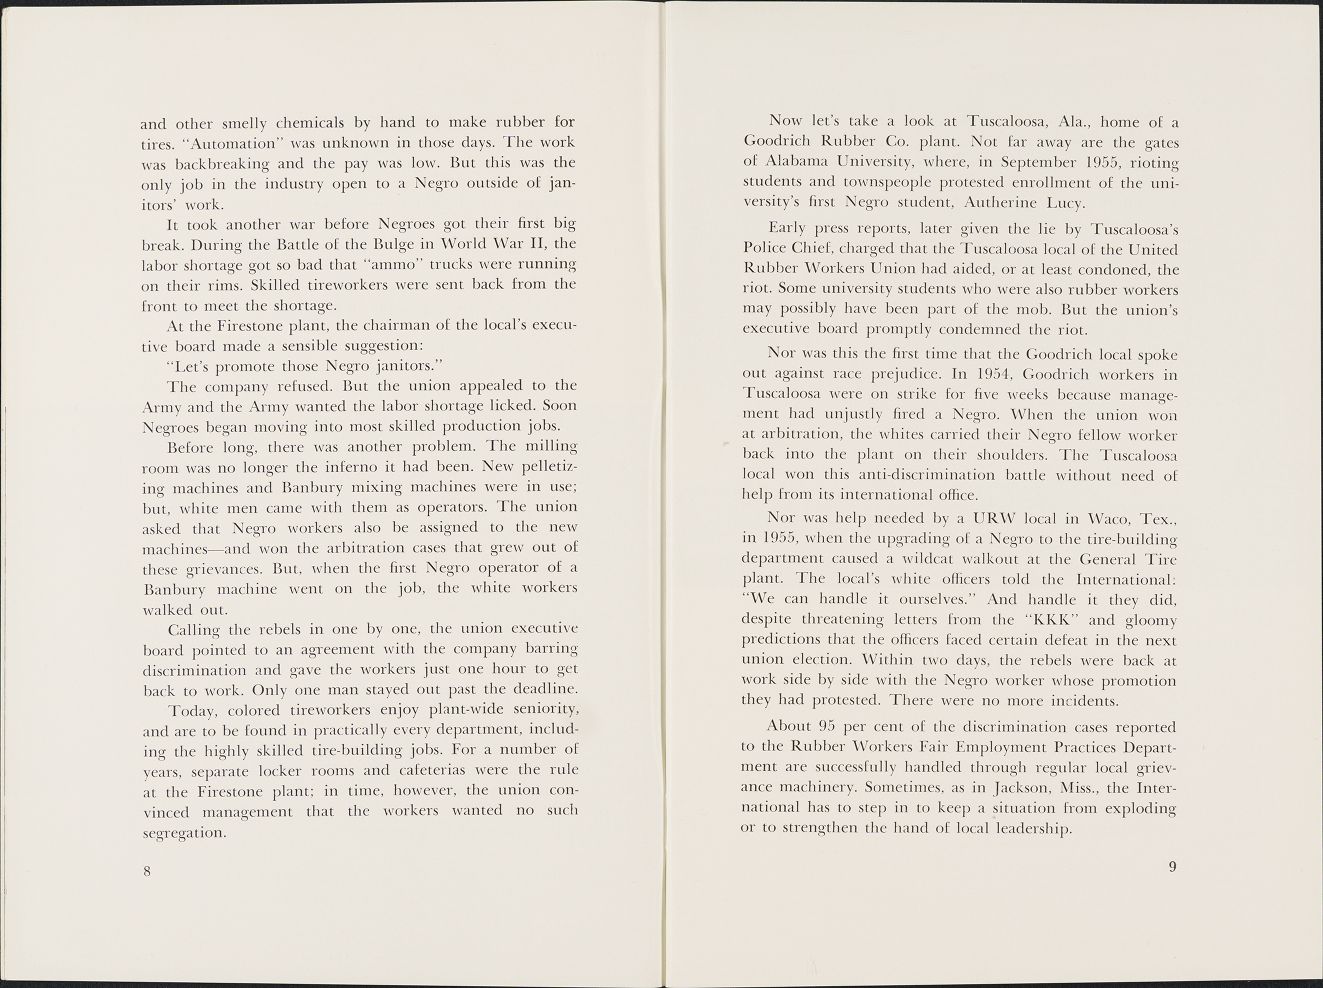 and other smelly chemicals by hand to make rubber for
tires. “Automation” was unknown in those days. The work
was backbreaking and the pay was low. But this was the
only job in the industry open to a Negro outside of jan-
itors’ work.
It took another war before Negroes got their first big
break. During the Battle of the Bulge in World War II, the
labor shortage got so bad that “ammo” trucks were running
on their rims. Skilled tireworkers were sent back from the
front to meet the shortage.
At the Firestone plant, the chairman of the local’s execu-
tive board made a sensible suggestion:
“Let’s promote those Negro janitors.”
The company refused. But the union appealed to the
Army and the Army wanted the labor shortage licked. Soon
Negroes began moving into most skilled production jobs.
Before long, there was another problem. The milling
room was no longer the inferno it had been. New pelletiz-
ing machines and Banbury mixing machines were in use;
but, white men came with them as operators. The union
asked that Negro workers also be assigned to the new
machines—and won the arbitration cases that grew out of
these grievances. But, when the first Negro operator of a
Banbury machine went on the job, the white workers
walked out.
Calling the rebels in one by one, the union executive
board pointed to an agreement with the company barring
discrimination and gave the workers just one hour to get
back to work. Only one man stayed out past the deadline.
Today, colored tireworkers enjoy plant-wide seniority,
and are to be found in practically every department, includ-
ing the highly skilled tire-building jobs. For a number of
years, separate locker rooms and cafeterias were the rule
at the Firestone plant; in time, however, the union con-
vinced management that the workers wanted no such
segregation.
8
Now let’s take a look at Tuscaloosa, Ala., home of a
Goodrich Rubber Co. plant. Not far away are the gates
of Alabama University, where, in September 1955, rioting
students and townspeople protested enrollment of the uni-
versity’s first Negro student, Autherine Lucy.
Early press reports, later given the lie by Tuscaloosa’s
Police Chief, charged that the Tuscaloosa local of the United
Rubber Workers Union had aided, or at least condoned, the
riot. Some university students who were also rubber workers
may possibly have been part of the mob. But the union’s
executive board promptly condemned the riot.
Nor was this the first time that the Goodrich local spoke
out against race prejudice. In 1954, Goodrich workers in
Tuscaloosa were on strike for five weeks because manage-
ment had unjustly fired a Negro. When the union won
at arbitration, the whites carried their Negro fellow worker
back into the plant on their shoulders. The Tuscaloosa
local won this anti-discrimination battle without need of
help from its international office.
Nor was help needed by a URW local in Waco, Tex.,
in 1955, when the upgrading of a Negro to the tire-building
department caused a wildcat walkout at the General Tire
plant. The local’s white officers told the International:
“We can handle it ourselves.” And handle it they did,
despite threatening letters from the “KKK” and gloomy
predictions that the officers faced certain defeat in the next
union election. Within two days, the rebels were back at
work side by side with the Negro worker whose promotion
they had protested. There were no more incidents.
About 95 per cent of the discrimination cases reported
to the Rubber Workers Fair Employment Practices Depart-
ment are successfully handled through regular local griev-
ance machinery. Sometimes, as in Jackson, Miss., the Inter-
national has to step in to keep a situation from exploding
or to strengthen the hand of local leadership.
9